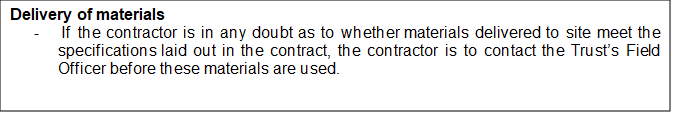 Delivery of materials
- If the contractor is in any doubt as to whether materials delivered to site meet the
specifications laid out in the contract, the contractor is to contact the Trust's Field
Officer before these materials are used.